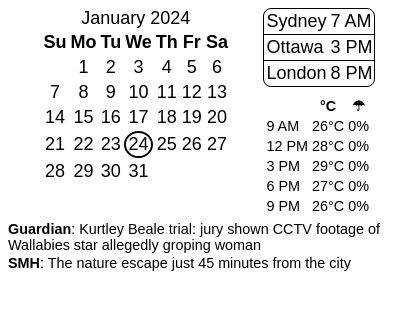 January 2024
Su Mo Tu We Th Fr Sa
1 2 3 4 5 6
7 8 9 10 11 12 13
14 15 16 17 18 19 20
21 22 23 24 25 26 27
28 29 30 31
Sydney 7 AM
Ottawa 3 PM
London 8 PM
°C ☂
9 AM 26°C 0%
12 PM 28°C 0%
3 PM 29°C 0%
6 PM 27°C 0%
9 PM 26°C 0%
Guardian: Kurtley Beale trial: jury shown CCTV footage of
Wallabies star allegedly groping woman
SMH: The nature escape just 45 minutes from the city